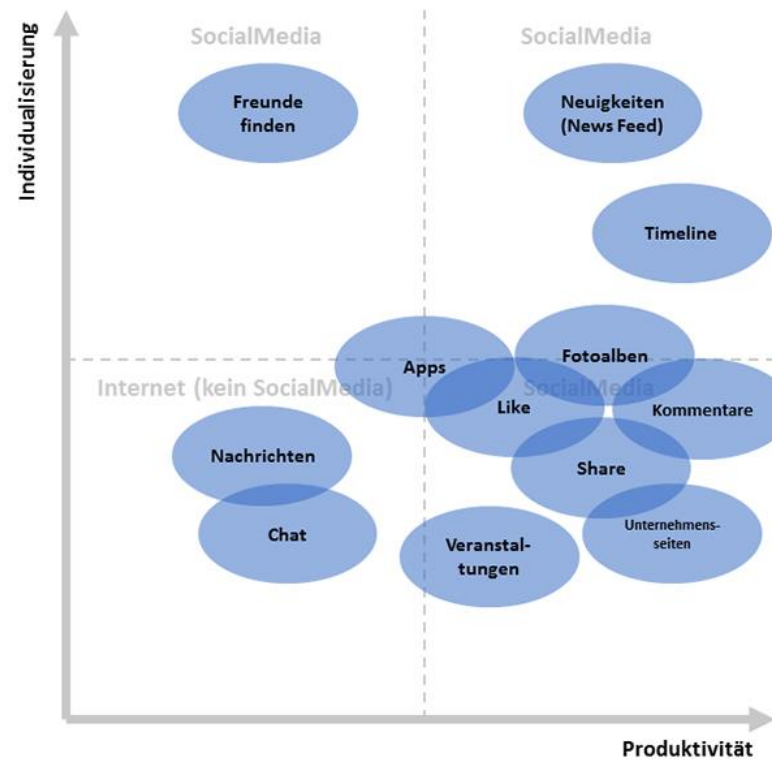 Individualisierung
SocialMedia
SocialMedia
Freunde
finden
Neuigkeiten
(News Feed)
Timeline
Apps
Fotoalben
Internet (kein SocialMedia)
SocialMedia
Like
Kommentare
Nachrichten
Share
Chat
Unternehmens-
seiten
Veranstal-
tungen
Produktivität